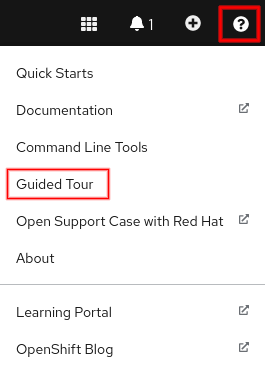 1
Quick Starts
Documentation
Command Line Tools
Guided Tour
Open Support Case with Red Hat
About
Learning Portal
OpenShift Blog